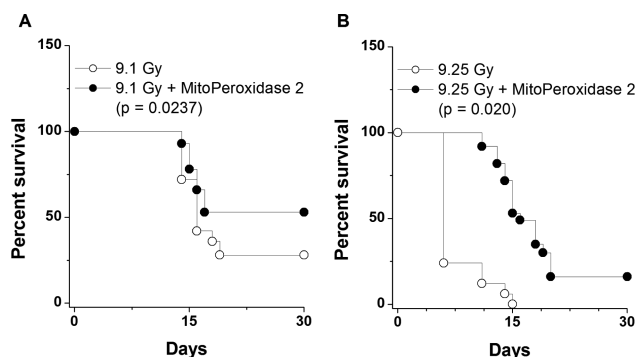 A
150
100
50
0
Percent survival
9.1 Gy
9.1 Gy + MitoPeroxidase 2
(p = 0.0237)
0
15
30
Days
B
150
100
50
0
Percent survival
9.25 Gy
9.25 Gy + MitoPeroxidase 2
(p = 0.020)
0
15
30
Days